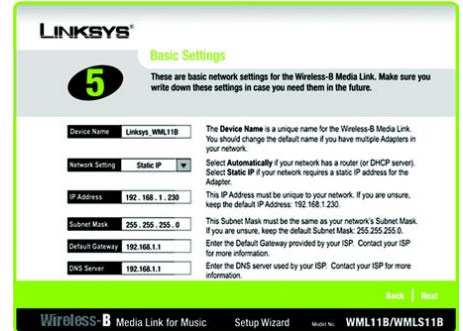 LINKSYS®
Basic Settings
5
These are basic network settings for the Wireless-B Media Link. Make sure you
write down these settings in case you need them in the future.
Device Name Linksys_WML11B
The Device Name is a unique name for the Wireless-B Media Link.
You should change the default name if you have multiple Adapters in
your network.
Network Setting Static IP
Select Automatically if your network has a router (or DHCP server).
Select Static IP if your network requires a static IP address for the
Adapter.
IP Address 192 . 168 . 1 . 230
This IP Address must be unique to your network. If you are unsure,
keep the default IP Address: 192.168.1.230.
Subnet Mask 255 . 255 . 255 . 0
This Subnet Mask must be the same as your network's Subnet Mask.
If you are unsure, keep the default Subnet Mask: 255.255.255.0.
Default Gateway 192.168.1.1
Enter the Default Gateway provided by your ISP. Contact your ISP
for more information.
DNS Server 192.168.1.1
Enter the DNS server used by your ISP. Contact your ISP for more
information.
Back | Next
Wireless-B Media Link for Music Setup Wizard Model No. WML11B/WMLS11B